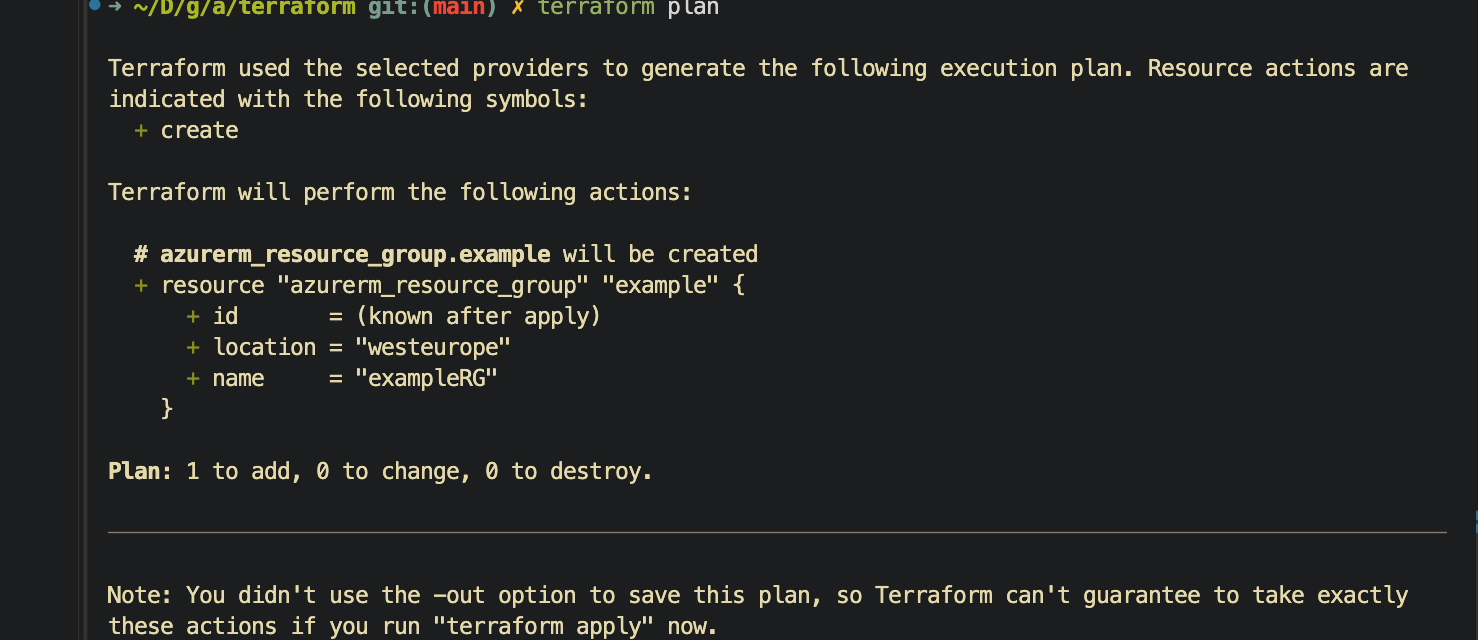 ➜ ~/D/g/a/terraform git:(main) ✗ terraform plan
Terraform used the selected providers to generate the following execution plan. Resource actions are
indicated with the following symbols:
  + create
Terraform will perform the following actions:
  # azurerm_resource_group.example will be created
  + resource "azurerm_resource_group" "example" {
      + id       = (known after apply)
      + location = "westeurope"
      + name     = "exampleRG"
    }
Plan: 1 to add, 0 to change, 0 to destroy.
Note: You didn't use the -out option to save this plan, so Terraform can't guarantee to take exactly
these actions if you run "terraform apply" now.